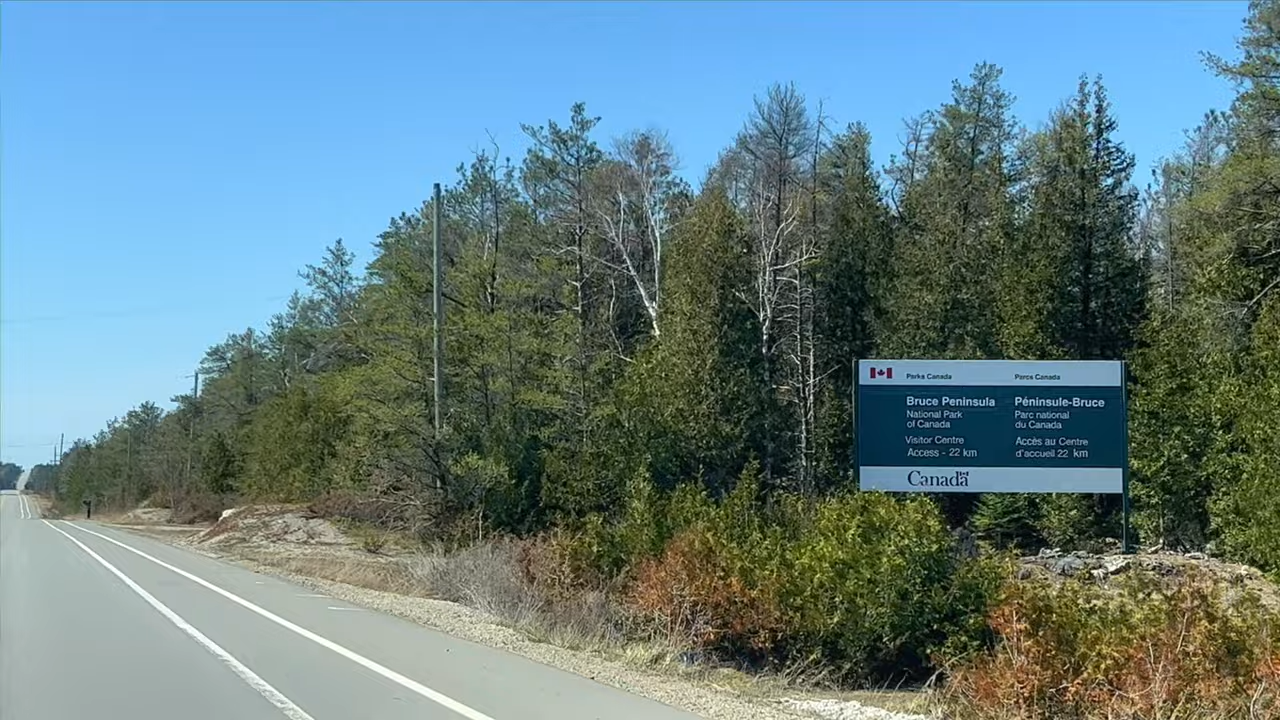 Parks Canada
Parcs Canada
Bruce Peninsula
National Park
of Canada
Visitor Centre
Access - 22 km
Péninsule-Bruce
Parc national
du Canada
Accès au Centre
d'accueil 22 km
Canada